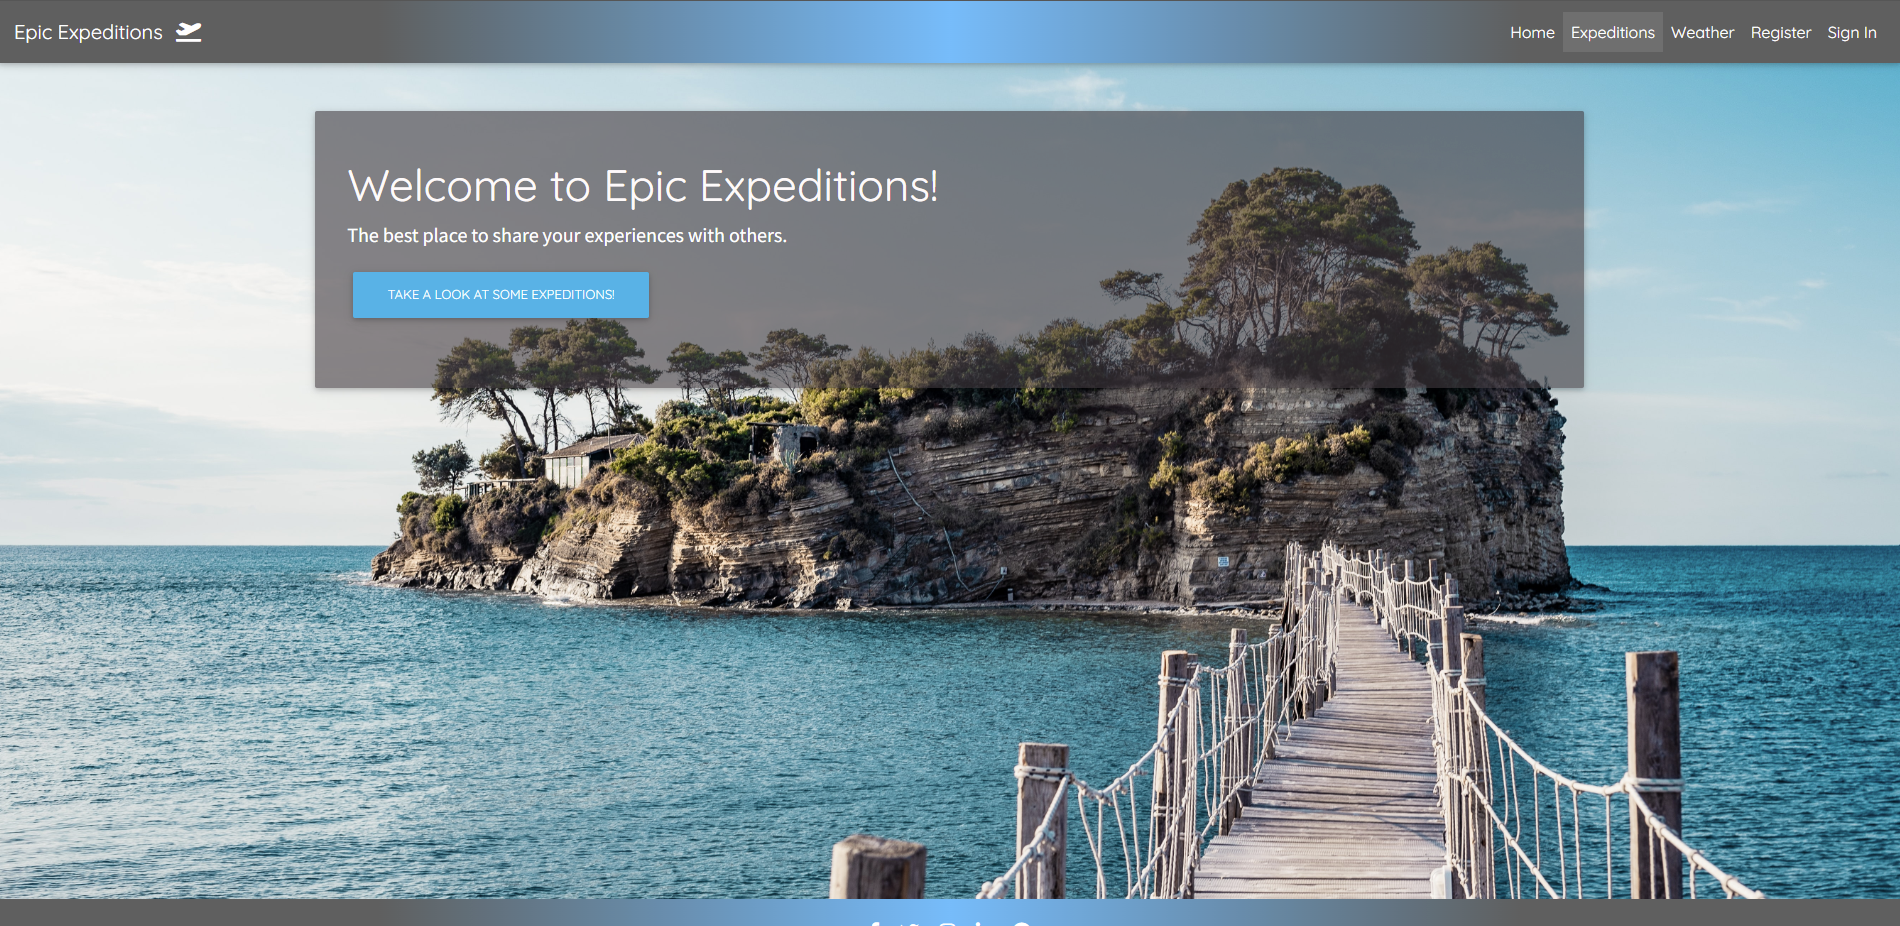 Epic Expeditions
Home Expeditions Weather Register Sign In
Welcome to Epic Expeditions!
The best place to share your experiences with others.
TAKE A LOOK AT SOME EXPEDITIONS!